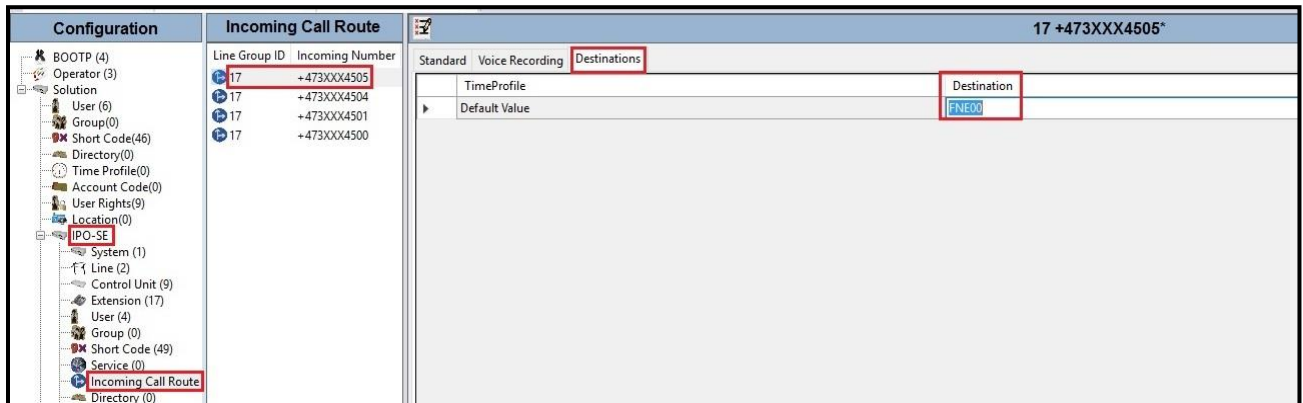 Configuration
BOOTP (4)
Operator (3)
Solution
User (6)
Group(0)
Short Code(46)
Directory(0)
Time Profile(0)
Account Code(0)
User Rights(9)
Location(0)
IPO-SE
System (1)
Line (2)
Control Unit (9)
Extension (17)
User (4)
Group (0)
Short Code (49)
Service (0)
Incoming Call Route
Directory (0)
Incoming Call Route
Line Group ID Incoming Number
17 +473XXX4505
17 +473XXX4504
17 +473XXX4501
17 +473XXX4500
17 +473XXX4505*
Standard Voice Recording Destinations
TimeProfile Destination
Default Value FNE00